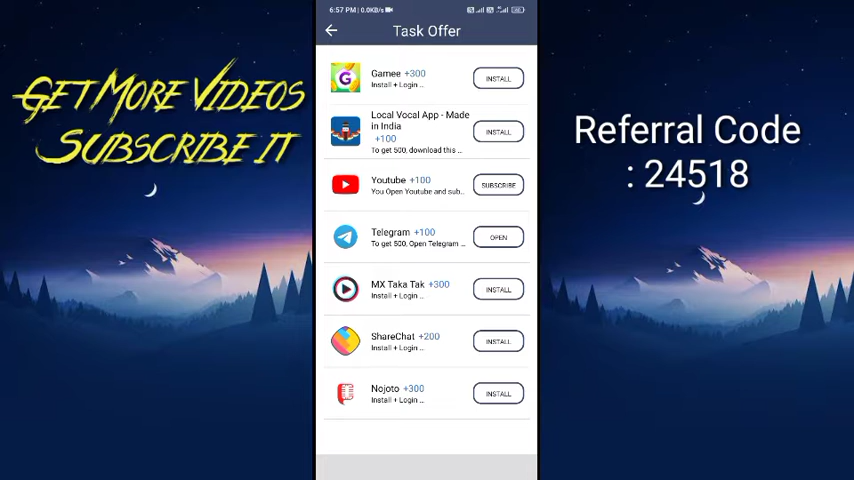 GET MORE VIDEOS
SUBSCRIBE IT
6:57 PM | 0.0KB/s
Task Offer
Gamee +300
Install + Login ...
INSTALL
Local Vocal App - Made
in India
+100
To get 500, download this ...
INSTALL
Youtube +100
You Open Youtube and sub..
SUBSCRIBE
Telegram +100
To get 500, Open Telegram ...
OPEN
MX Taka Tak +300
Install + Login ...
INSTALL
ShareChat +200
Install + Login ...
INSTALL
Nojoto +300
Install + Login ...
INSTALL
Referral Code
: 24518